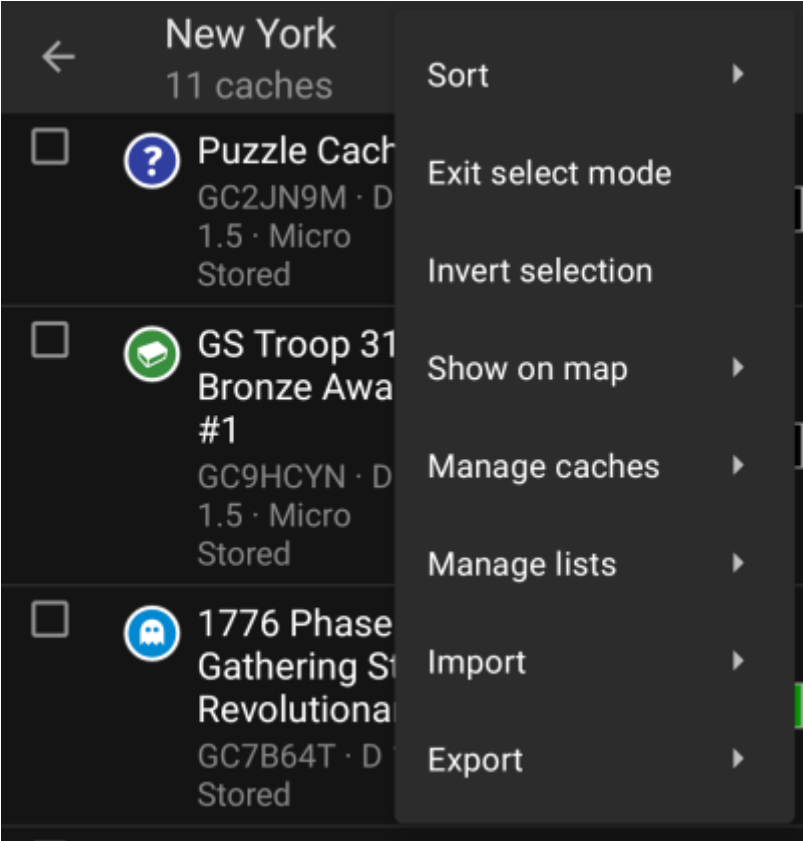 New York
11 caches
Puzzle Cach
GC2JN9M · D
1.5 · Micro
Stored
GS Troop 31
Bronze Awa
#1
GC9HCYN · D
1.5 · Micro
Stored
1776 Phase
Gathering St
Revolutiona
GC7B64T · D
Stored
Sort
Exit select mode
Invert selection
Show on map
Manage caches
Manage lists
Import
Export